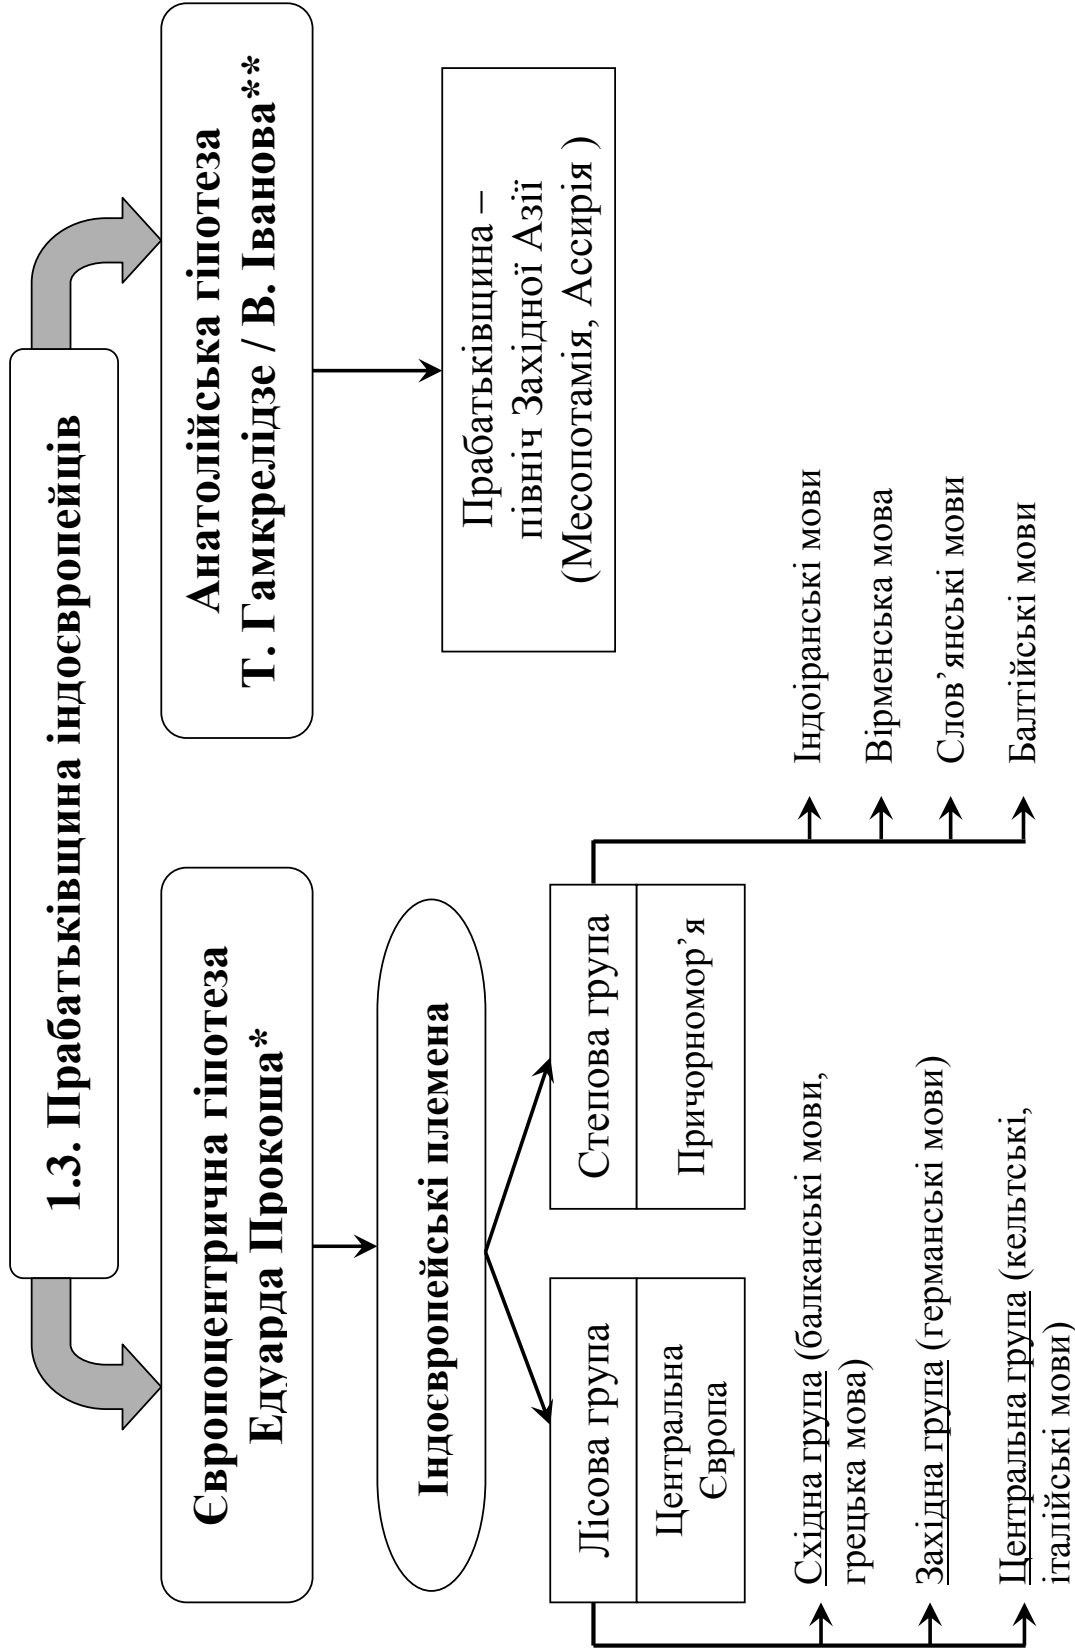 1.3. Прабатьківщина індоєвропейців
Європоцентрична гіпотеза
Едуарда Прокоша*
Індоєвропейські племена
Лісова група
Центральна
Європа
Східна група (балканські мови,
грецька мова)
Західна група (германські мови)
Центральна група (кельтські,
італійські мови)
Степова група
Причорномор’я
Індоіранські мови
Вірменська мова
Слов’янські мови
Балтійські мови
Анатолійська гіпотеза
Т. Гамкрелідзе / В. Іванова**
Прабатьківщина –
північ Західної Азії
(Месопотамія, Ассирія )